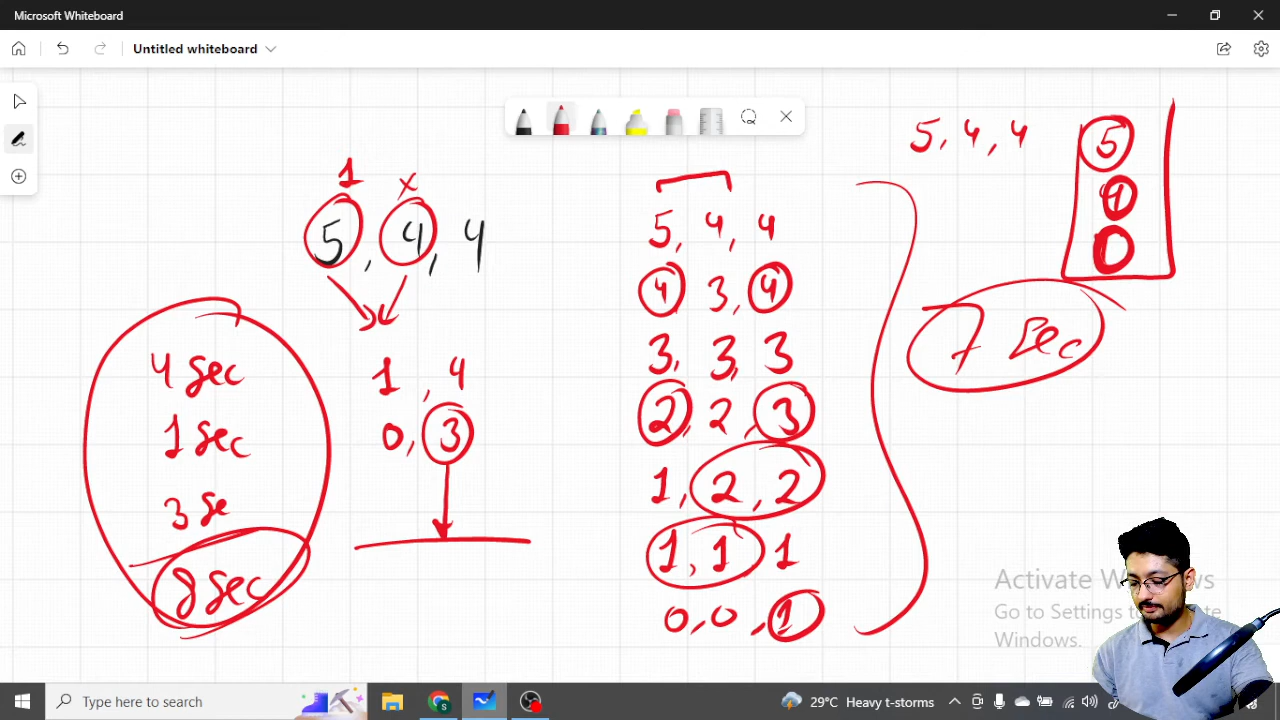 Microsoft Whiteboard
Untitled whiteboard
1 x
5, 4, 4
1, 4
0, 3
4 sec
1 sec
3 se
8 sec
5, 4, 4
4, 3, 4
3, 3, 3
2, 2, 3
1, 2, 2
1, 1, 1
0, 0, 1
5, 4, 4
5
7 sec
Activate Windows
Go to Settings to activate
Windows.
Type here to search
29°C Heavy t-storms